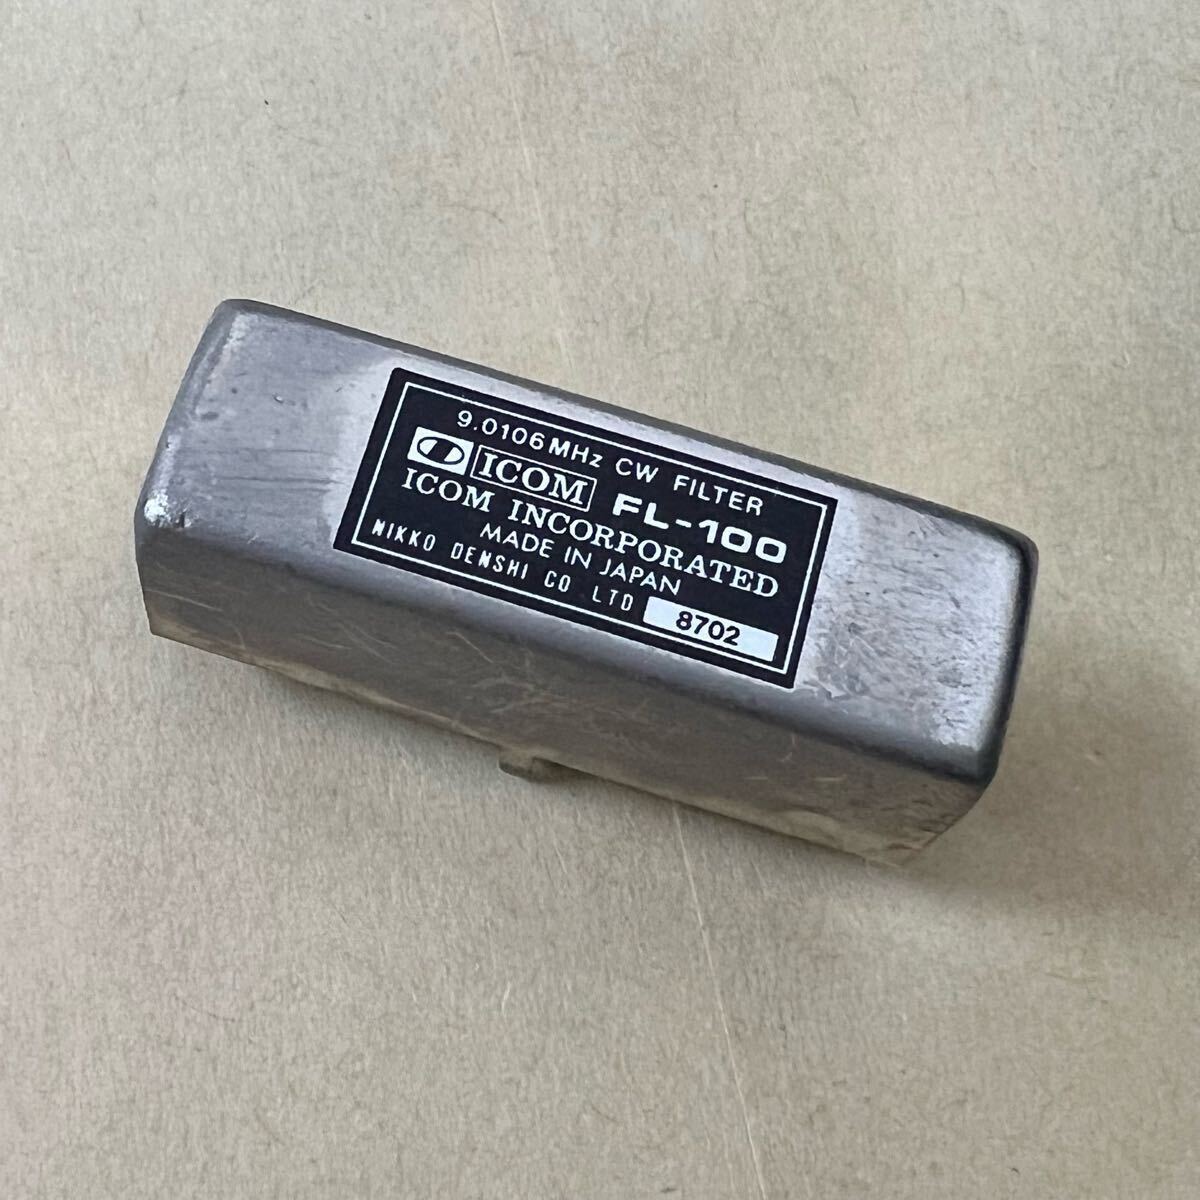 9.0106MHz CW FILTER
ICOM FL-100
ICOM INCORPORATED
MADE IN JAPAN
NIKKO DENSHI CO LTD 8702